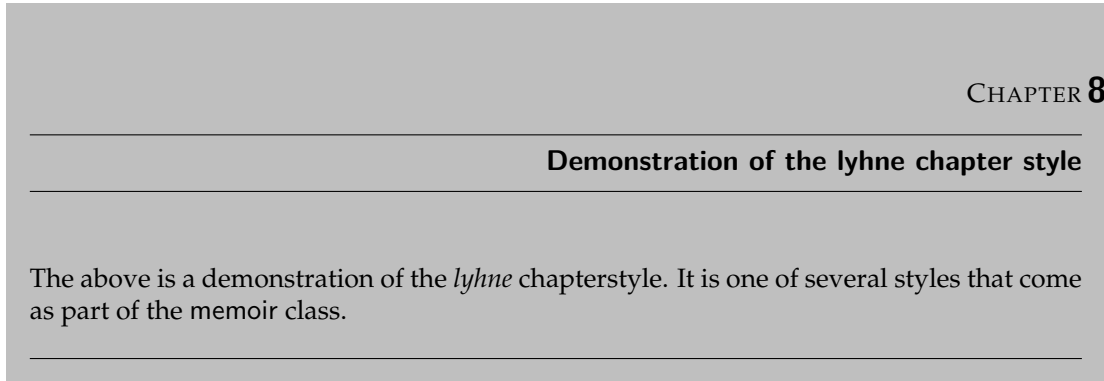 CHAPTER 8
Demonstration of the lyhne chapter style
The above is a demonstration of the lyhne chapterstyle. It is one of several styles that come
as part of the memoir class.